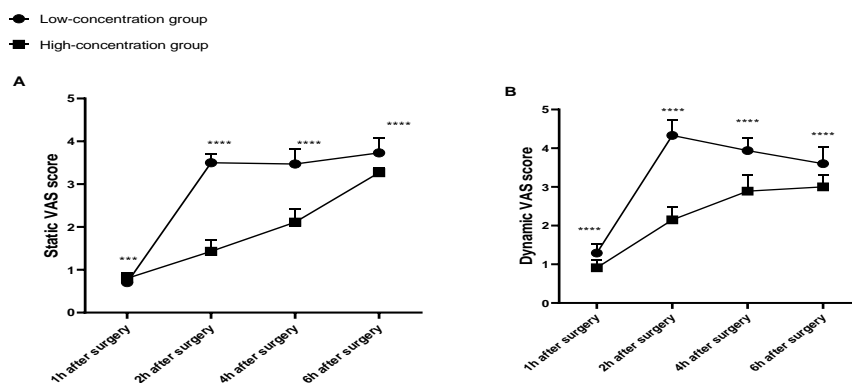 Low-concentration group
High-concentration group
A
Static VAS score
5
4
3
2
1
0
***
****
****
****
1h after surgery
2h after surgery
4h after surgery
6h after surgery
B
Dynamic VAS score
5
4
3
2
1
0
****
****
****
****
1h after surgery
2h after surgery
4h after surgery
6h after surgery